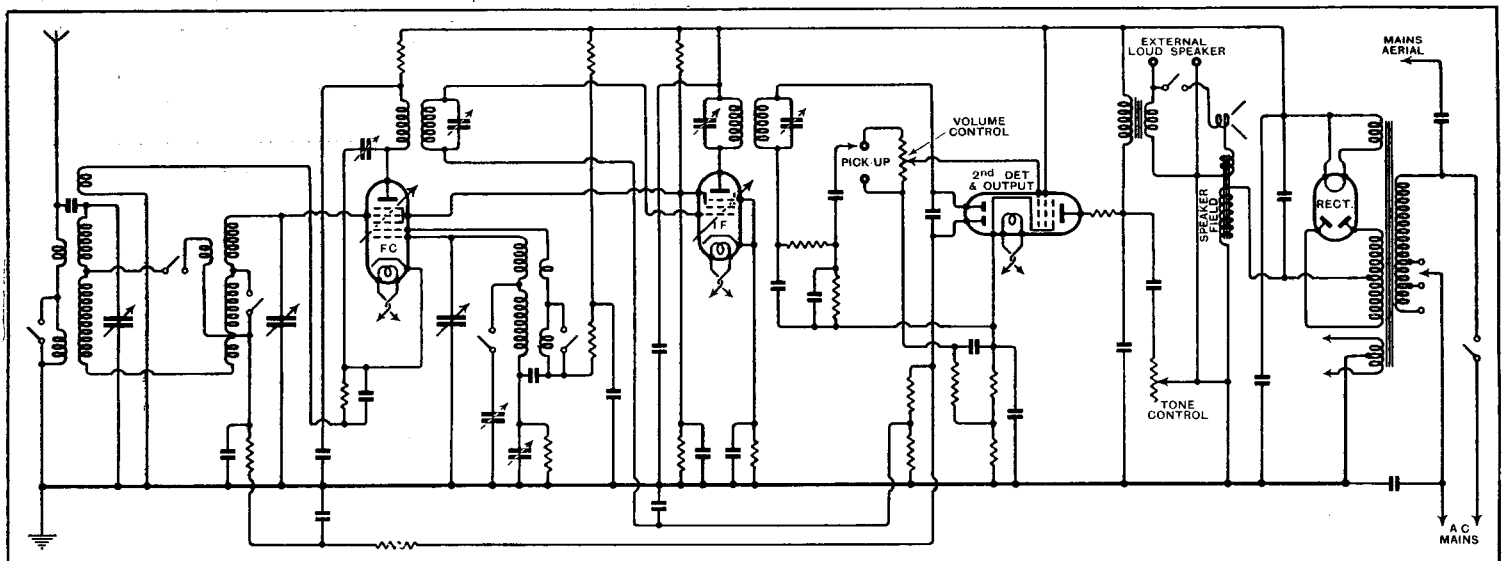 EXTERNAL
LOUD SPEAKER
MAINS
AERIAL
VOLUME
CONTROL
PICK-UP
2nd DET
& OUTPUT
FC
IF
SPEAKER
FIELD
RECT.
TONE
CONTROL
A C
MAINS